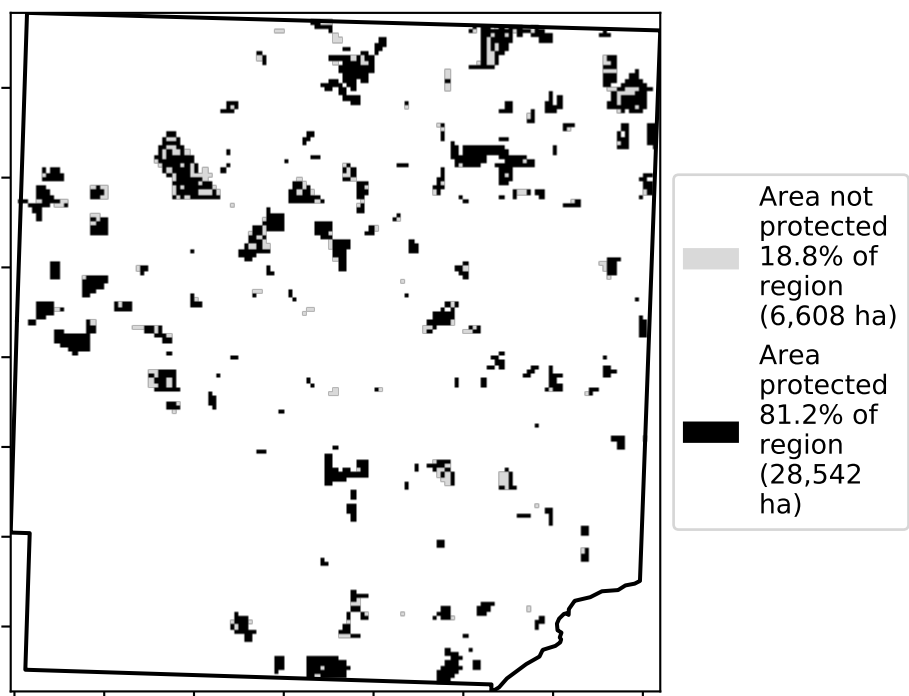 Area not
protected
18.8% of
region
(6,608 ha)
Area
protected
81.2% of
region
(28,542
ha)